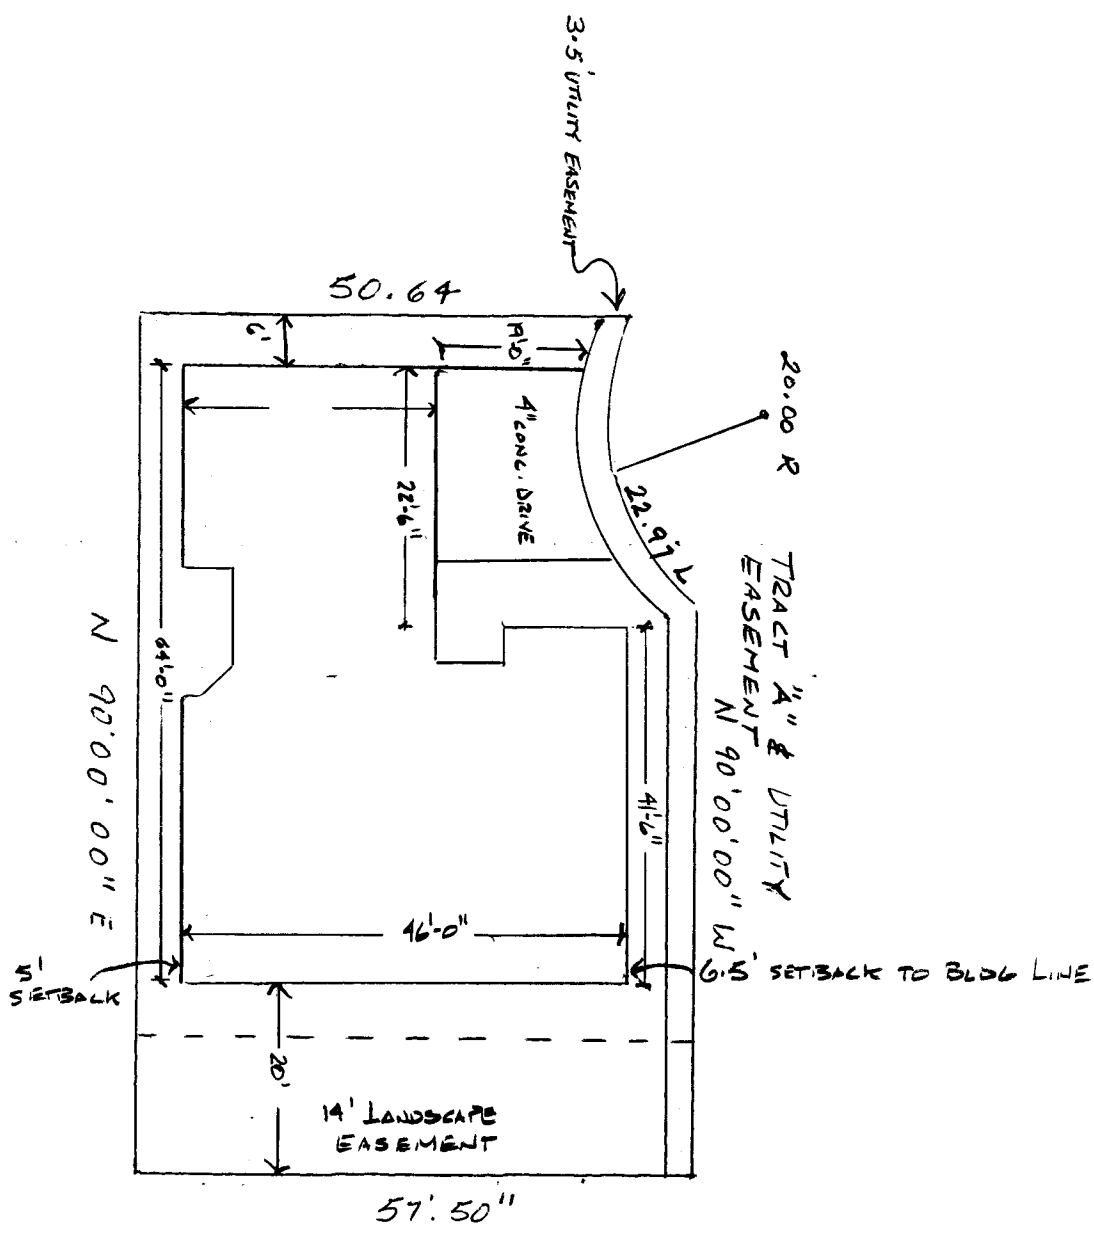 3.5' UTILITY EASEMENT
50.64
6'
19'-0"
20.00 R
4" CONC. DRIVE
22'-6"
22.97 L
TRACT "A" & UTILITY
EASEMENT
N 90'00'00" W
64'-0"
N 90'00'00" E
41'-6"
46'-0"
5'
SETBACK
6.5' SETBACK TO BLDG LINE
20'
14' LANDSCAPE
EASEMENT
57'.50"